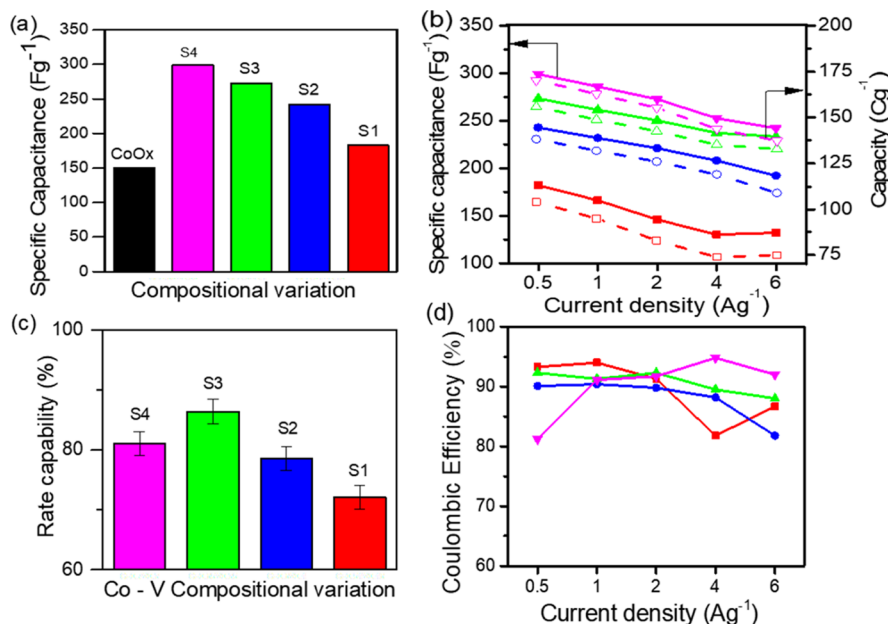 (a)
350
300
250
200
150
100
50
0
Specific Capacitance (Fg⁻¹)
CoOx
S4
S3
S2
S1
Compositional variation
(b)
350
300
250
200
150
100
Specific capacitance (Fg⁻¹)
200
175
150
125
100
75
Capacity (Cg⁻¹)
0.5 1 2 4 6
Current density (Ag⁻¹)
(c)
100
80
60
Rate capability (%)
S4
S3
S2
S1
Co - V Compositional variation
(d)
100
90
80
70
60
Coulombic Efficiency (%)
0.5 1 2 4 6
Current density (Ag⁻¹)